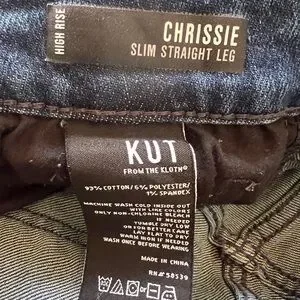 HIGH RISE
CHRISSIE
SLIM STRAIGHT LEG
KUT
FROM THE KLOTH
93% COTTON/6% POLYESTER/
1% SPANDEX
MACHINE WASH COLD INSIDE OUT
WITH LIKE COLORS
ONLY NON-CHLORINE BLEACH
IF NEEDED
TUMBLE DRY LOW
OR FOR BETTER CARE
LAY FLAT TO DRY
WARM IRON IF NEEDED
WASH ONCE BEFORE WEARING
MADE IN CHINA
RN# 58539